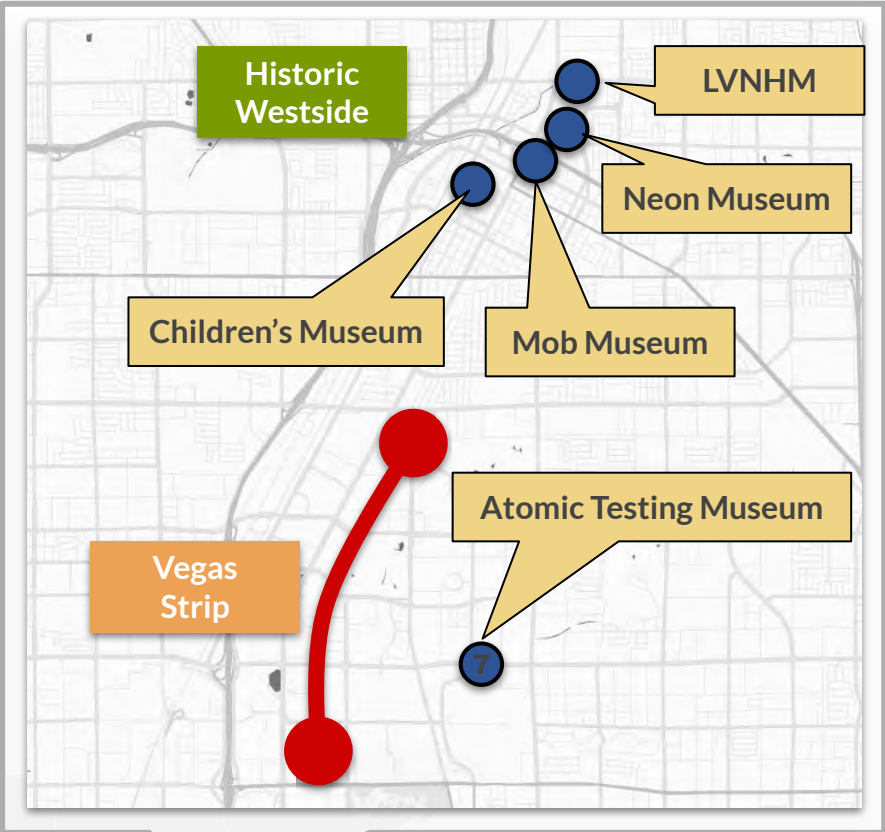 Historic
Westside
LVNHM
Neon Museum
Children's Museum
Mob Museum
Atomic Testing Museum
Vegas
Strip
7